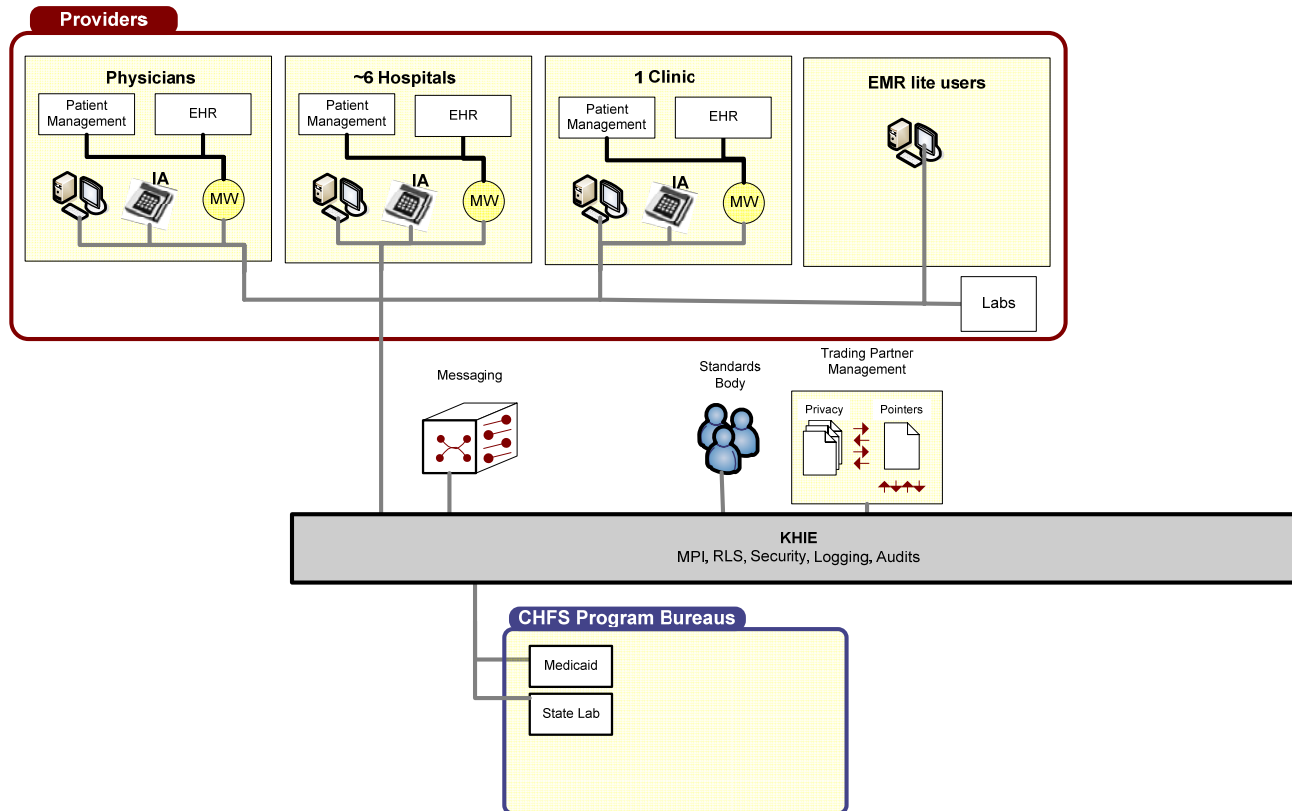 Providers
Physicians
Patient
Management
EHR
IA
MW
~6 Hospitals
Patient
Management
EHR
IA
MW
1 Clinic
Patient
Management
EHR
IA
MW
EMR lite users
Labs
Messaging
Standards
Body
Trading Partner
Management
Privacy
Pointers
KHIE
MPI, RLS, Security, Logging, Audits
CHFS Program Bureaus
Medicaid
State Lab